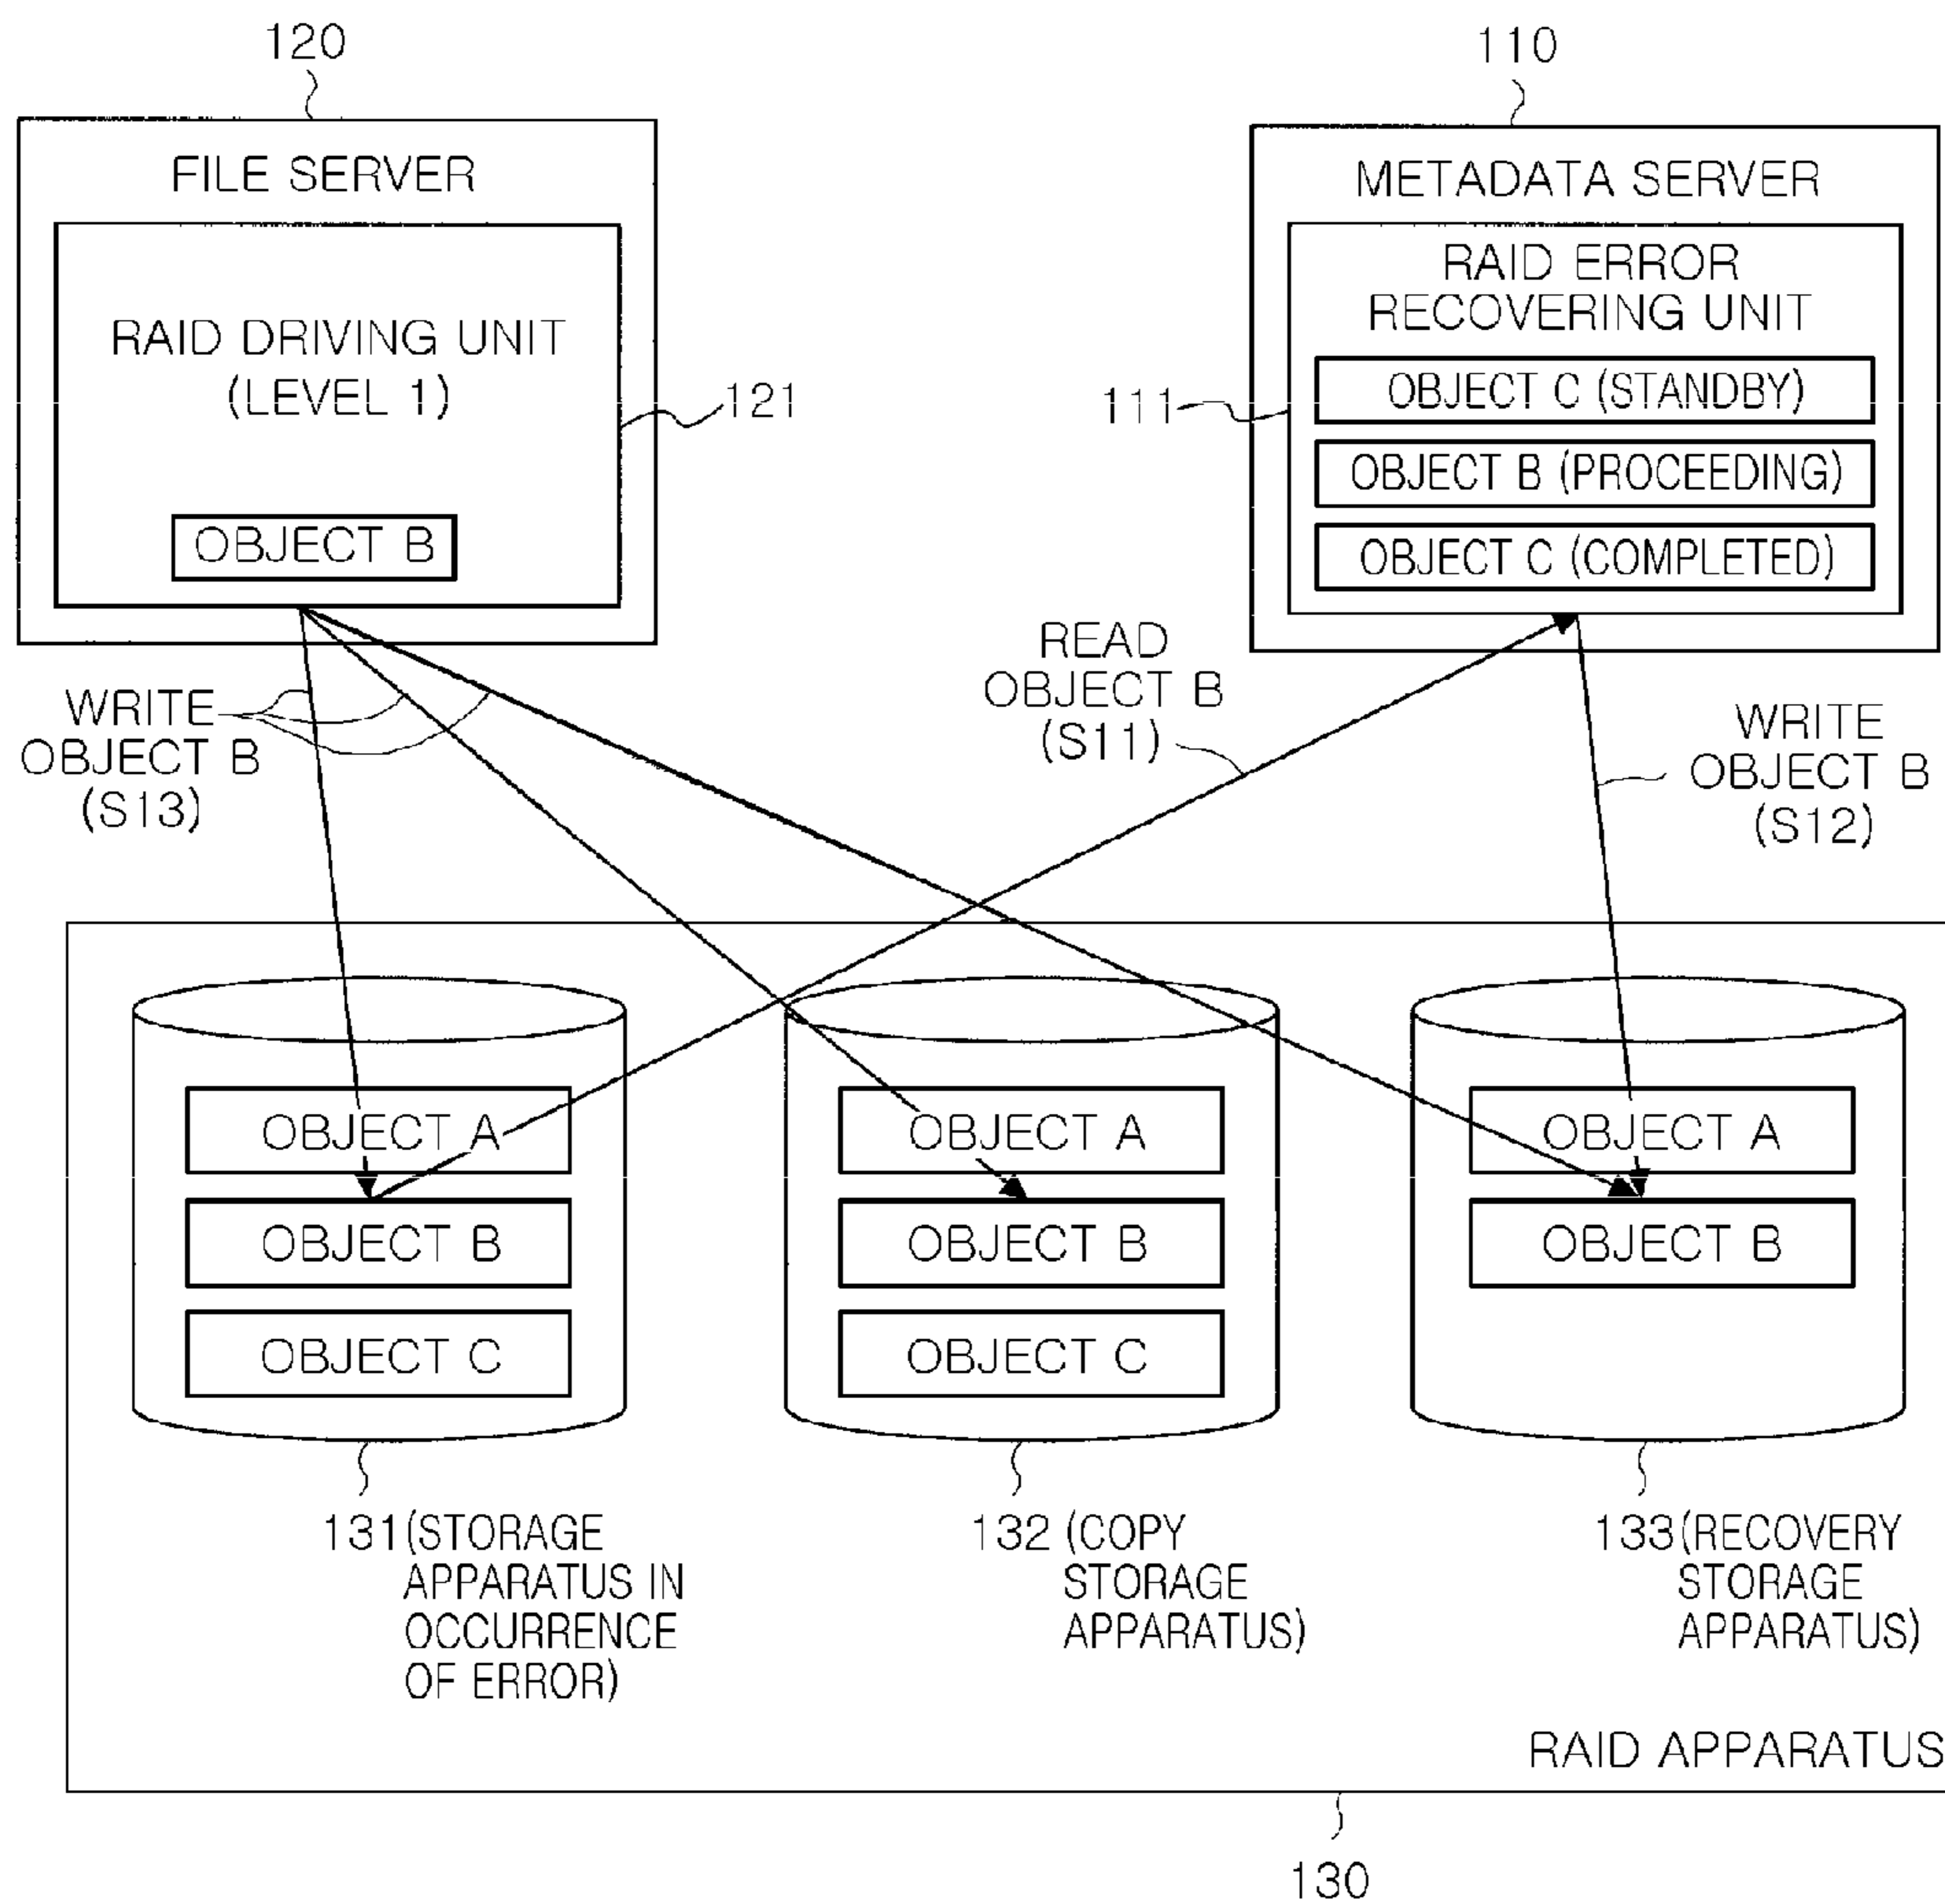 120
110
FILE SERVER
RAID DRIVING UNIT
(LEVEL 1)
OBJECT B
121
METADATA SERVER
RAID ERROR
RECOVERING UNIT
OBJECT C (STANDBY)
OBJECT B (PROCEEDING)
OBJECT C (COMPLETED)
111
WRITE
OBJECT B
(S13)
READ
OBJECT B
(S11)
WRITE
OBJECT B
(S12)
OBJECT A
OBJECT B
OBJECT C
OBJECT A
OBJECT B
OBJECT C
OBJECT A
OBJECT B
131(STORAGE
APPARATUS IN
OCCURRENCE
OF ERROR)
132 (COPY
STORAGE
APPARATUS)
133(RECOVERY
STORAGE
APPARATUS)
RAID APPARATUS
130